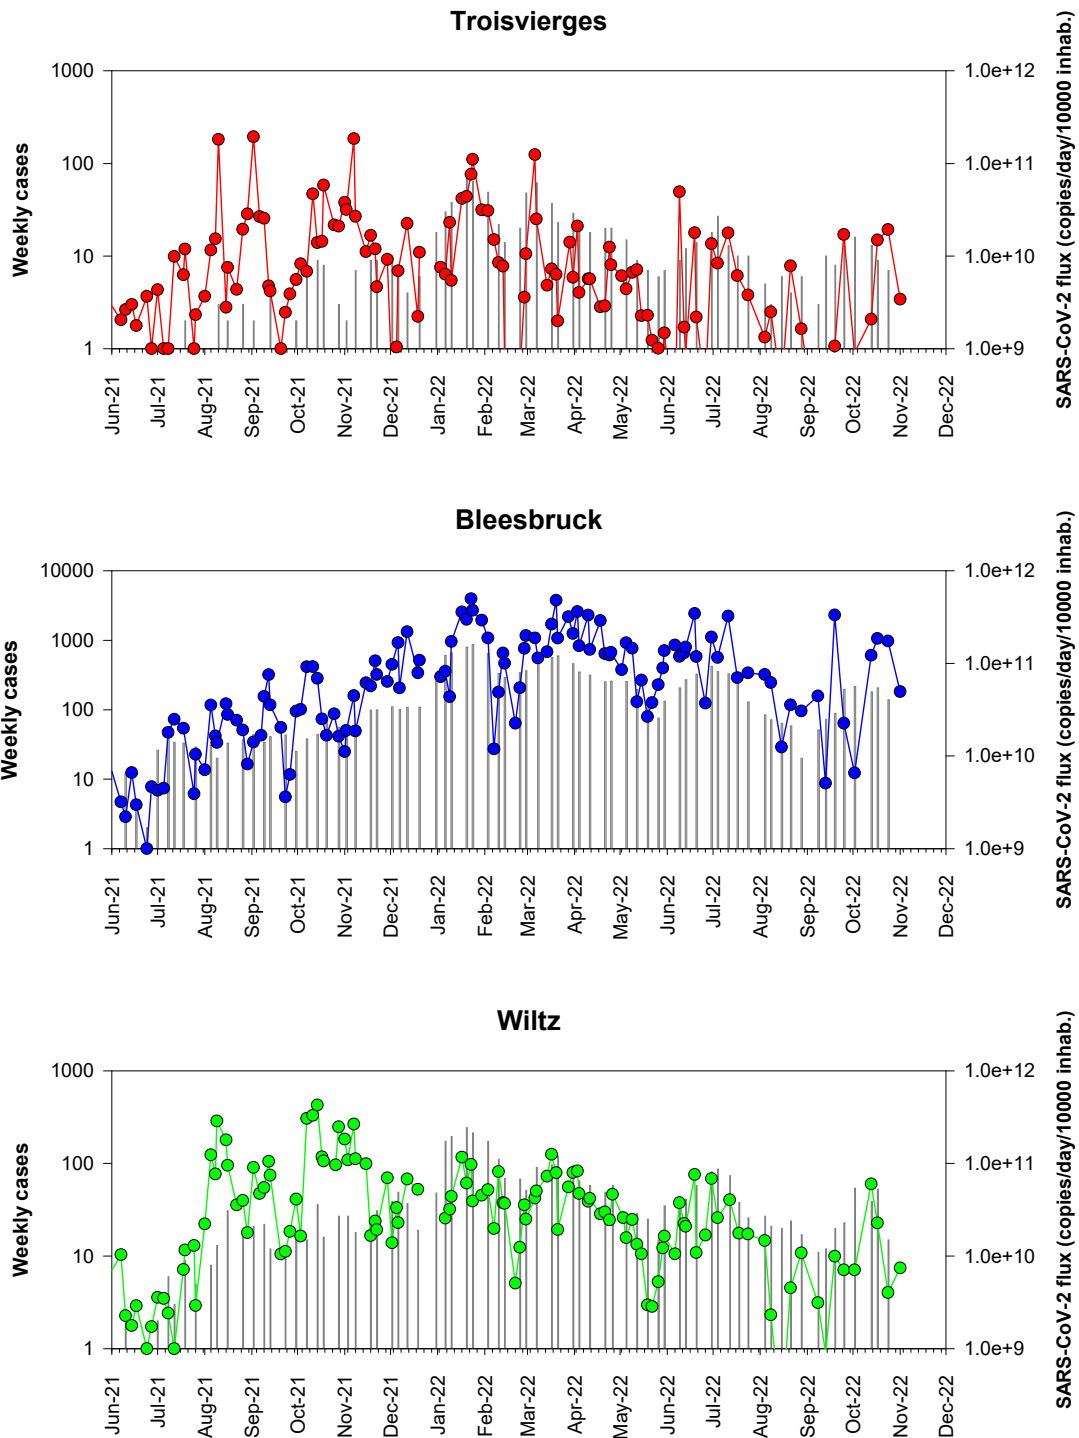 Troisvierges
Weekly cases
1000
100
10
1
1.0e+12
1.0e+11
1.0e+10
1.0e+9
SARS-CoV-2 flux (copies/day/10000 inhab.)
Jun-21
Jul-21
Aug-21
Sep-21
Oct-21
Nov-21
Dec-21
Jan-22
Feb-22
Mar-22
Apr-22
May-22
Jun-22
Jul-22
Aug-22
Sep-22
Oct-22
Nov-22
Dec-22
Bleesbruck
Weekly cases
10000
1000
100
10
1
1.0e+12
1.0e+11
1.0e+10
1.0e+9
SARS-CoV-2 flux (copies/day/10000 inhab.)
Jun-21
Jul-21
Aug-21
Sep-21
Oct-21
Nov-21
Dec-21
Jan-22
Feb-22
Mar-22
Apr-22
May-22
Jun-22
Jul-22
Aug-22
Sep-22
Oct-22
Nov-22
Dec-22
Wiltz
Weekly cases
1000
100
10
1
1.0e+12
1.0e+11
1.0e+10
1.0e+9
SARS-CoV-2 flux (copies/day/10000 inhab.)
Jun-21
Jul-21
Aug-21
Sep-21
Oct-21
Nov-21
Dec-21
Jan-22
Feb-22
Mar-22
Apr-22
May-22
Jun-22
Jul-22
Aug-22
Sep-22
Oct-22
Nov-22
Dec-22